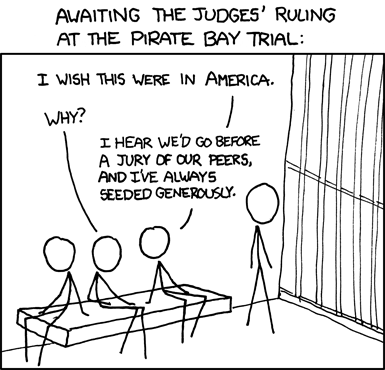 AWAITING THE JUDGES' RULING
AT THE PIRATE BAY TRIAL:
I WISH THIS WERE IN AMERICA.
WHY?
I HEAR WE'D GO BEFORE
A JURY OF OUR PEERS,
AND I'VE ALWAYS
SEEDED GENEROUSLY.